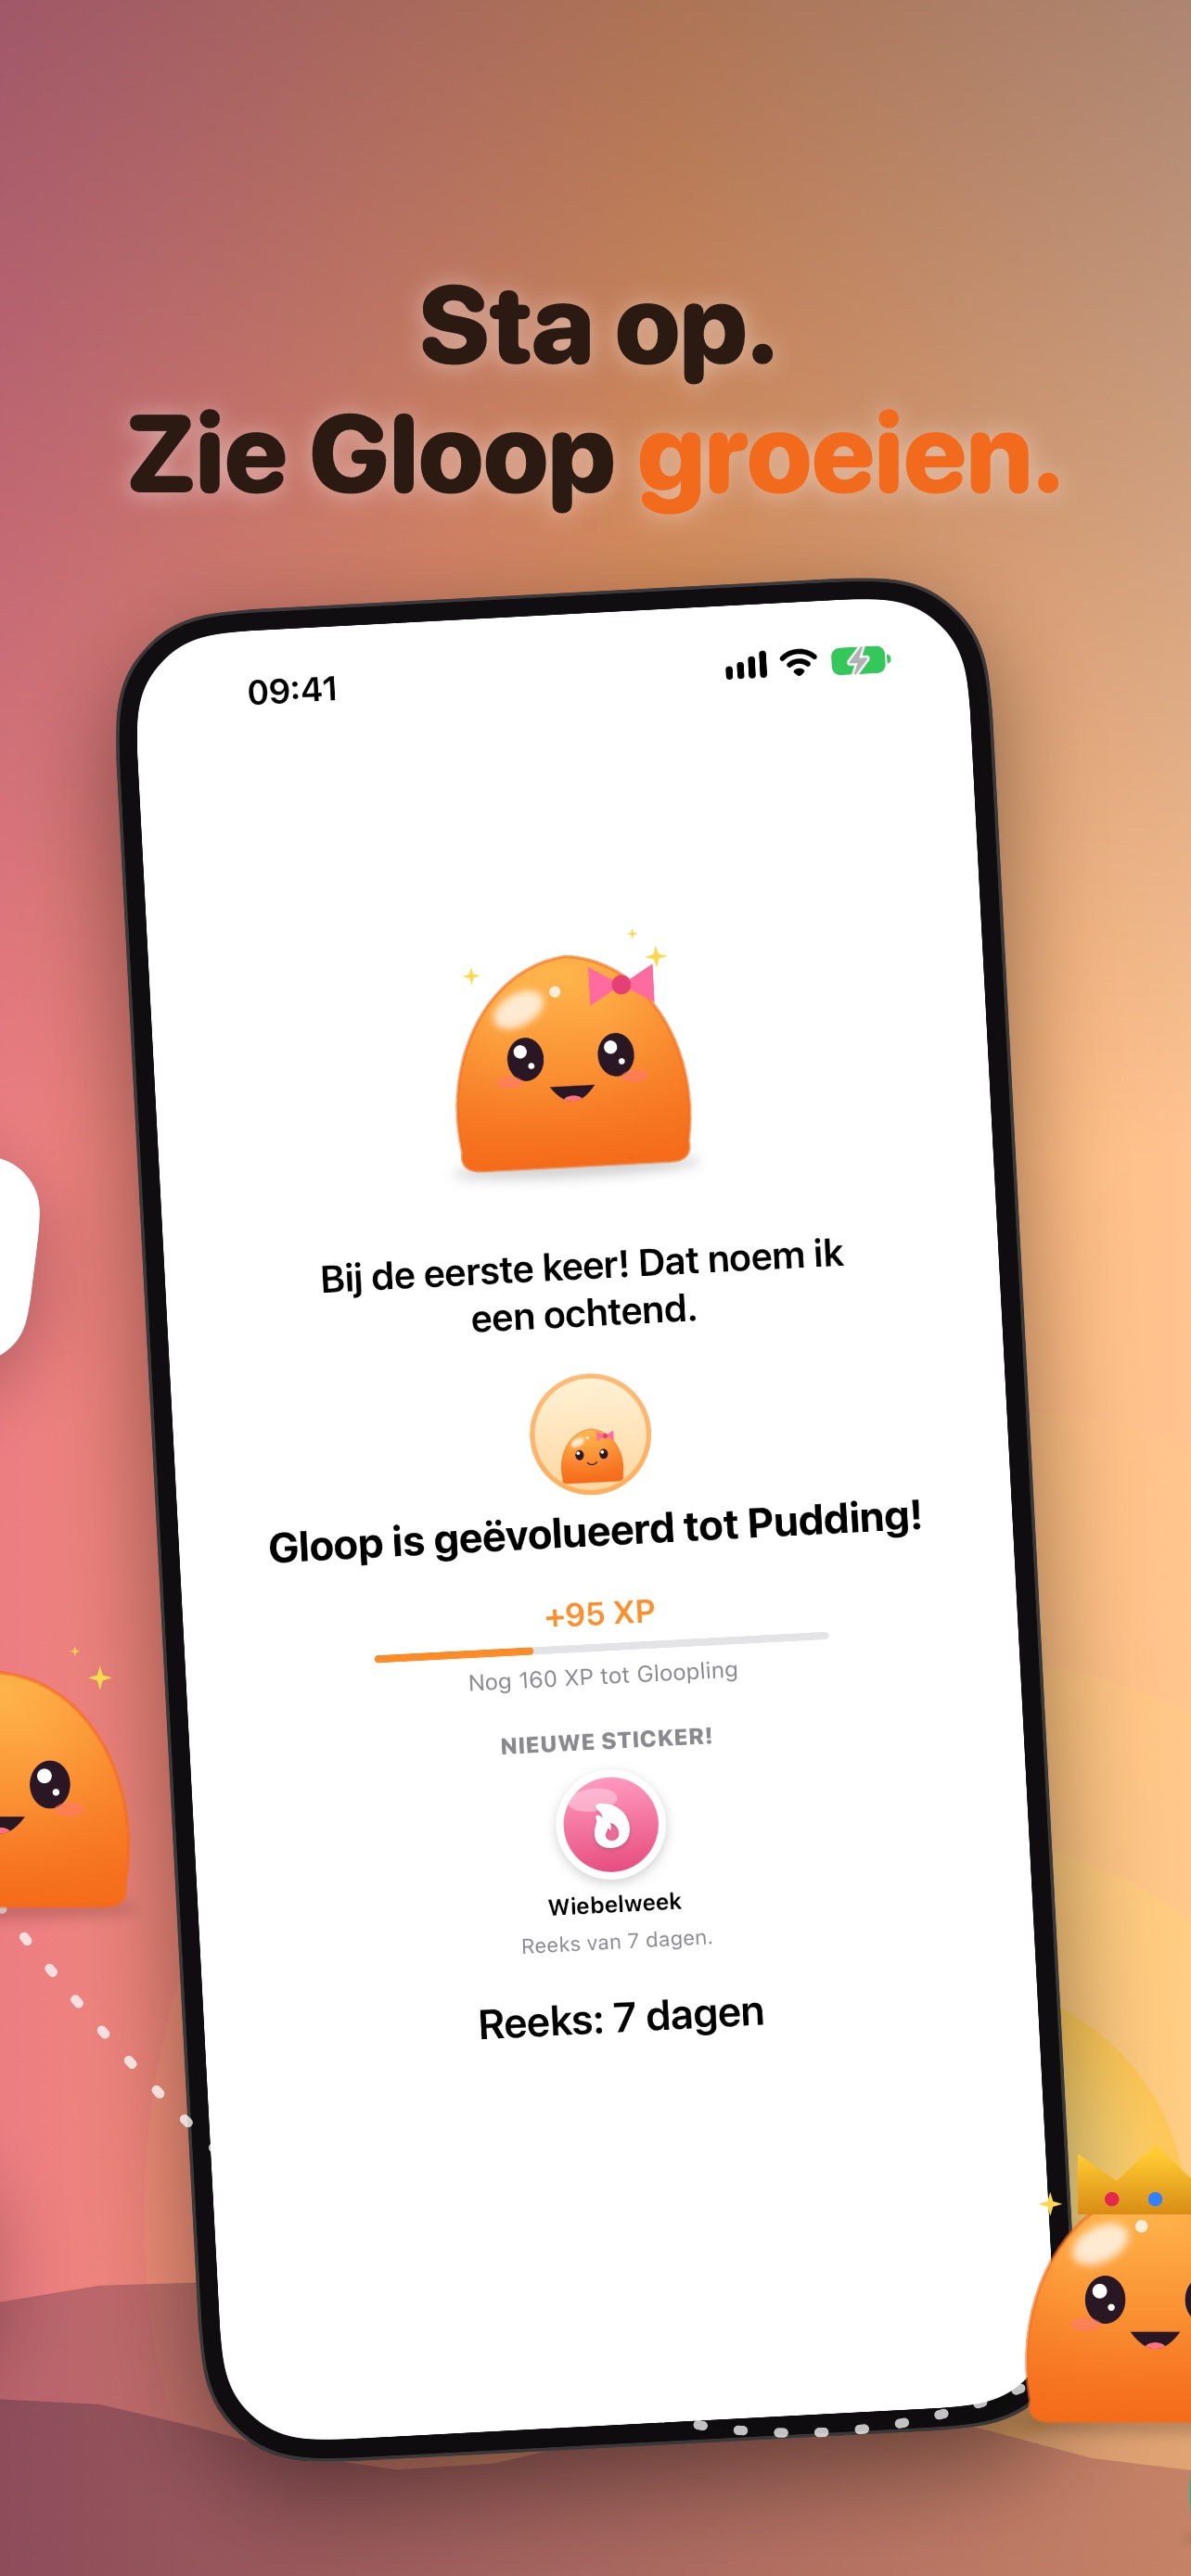 Sta op.
Zie Gloop groeien.
09:41
Bij de eerste keer! Dat noem ik
een ochtend.
Gloop is geëvolueerd tot Pudding!
+95 XP
Nog 160 XP tot Gloopling
NIEUWE STICKER!
Wiebelweek
Reeks van 7 dagen.
Reeks: 7 dagen